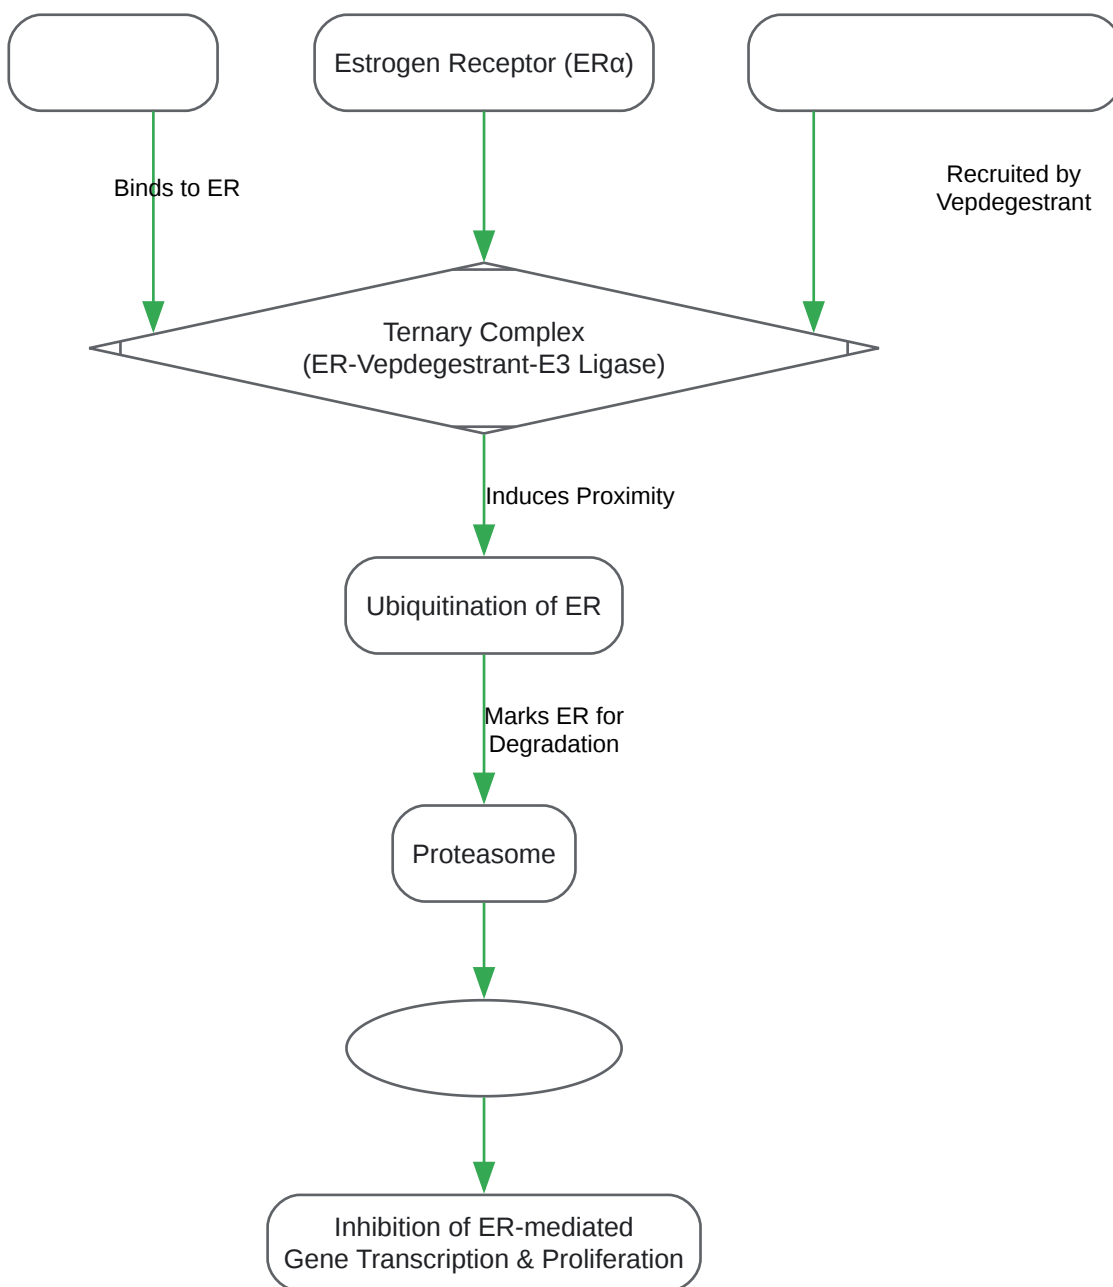 Estrogen Receptor (ERα)
Binds to ER
Recruited by
Vepdegestrant
Ternary Complex
(ER-Vepdegestrant-E3 Ligase)
Induces Proximity
Ubiquitination of ER
Marks ER for
Degradation
Proteasome
Inhibition of ER-mediated
Gene Transcription & Proliferation